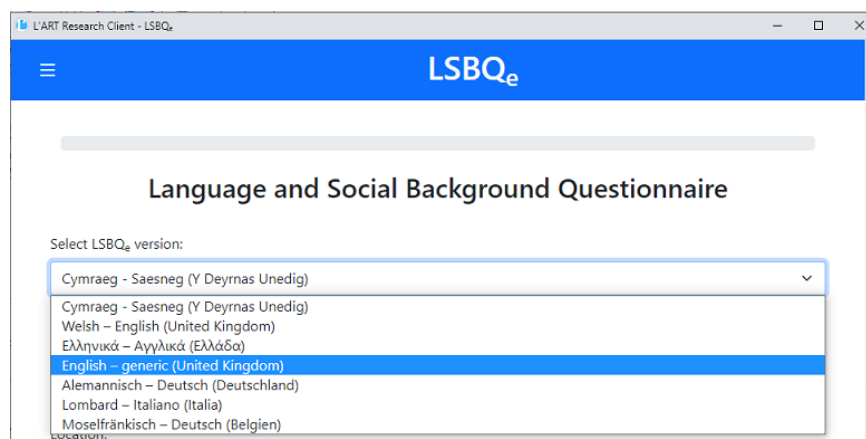 L'ART Research Client - LSBQₑ
LSBQₑ
Language and Social Background Questionnaire
Select LSBQₑ version:
Cymraeg - Saesneg (Y Deyrnas Unedig)
Cymraeg - Saesneg (Y Deyrnas Unedig)
Welsh – English (United Kingdom)
Ελληνικά – Αγγλικά (Ελλάδα)
English – generic (United Kingdom)
Alemannisch – Deutsch (Deutschland)
Lombard – Italiano (Italia)
Moselfränkisch – Deutsch (Belgien)
Location: